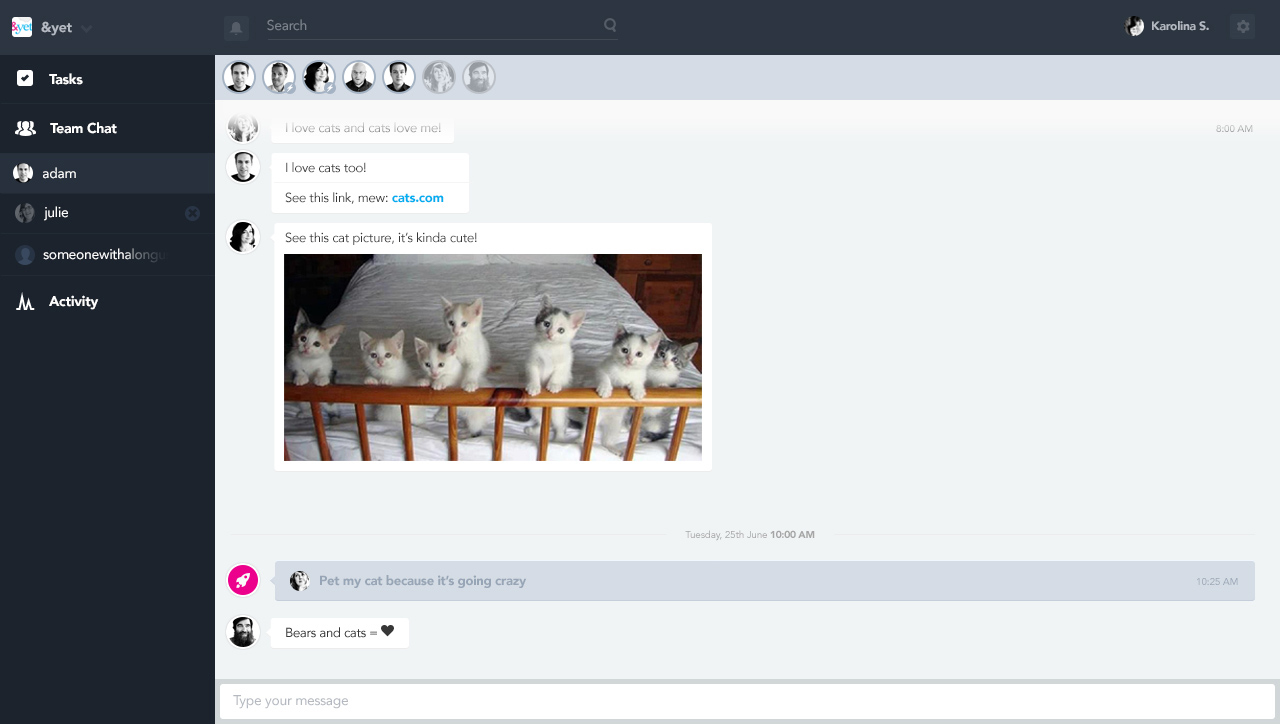 &yet
&yet
Search
Karolina S.
Tasks
Team Chat
adam
julie
someonewithalongu
Activity
I love cats and cats love me!
8:00 AM
I love cats too!
See this link, mew: cats.com
See this cat picture, it's kinda cute!
Tuesday, 25th June 10:00 AM
Pet my cat because it's going crazy
10:25 AM
Bears and cats = ♥
Type your message